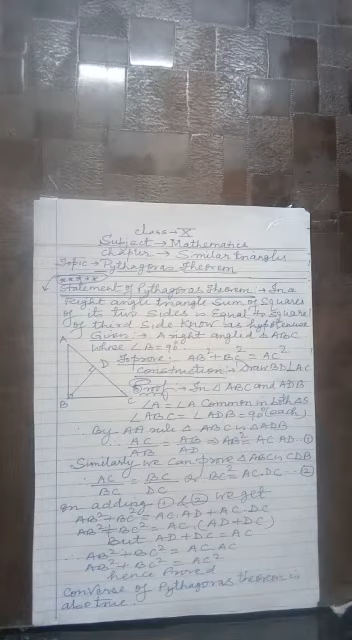 class → X
Subject → Mathematics
chapter → Smilar triangles
Topic → Pythagoras Theorem
Statement of Pythagoras Theorem :→ In a
Right angle triangle Sum of Squares
of its two Sides is Equal to Square
of third Side Know as hypotenuse
Given :→ A right angled △ABC
Whose ∠B = 90°
To prove :- AB² + BC² = AC²
construction :→ Draw BD⊥AC
Proof :→ In △ ABC and ADB
∠A = ∠A Common in both △s
∠ABC = ∠ADB = 90° (each)
A
D
B
C
∴ By AA rule △ ABC ~ △ADB
∴ AC/AB = AB/AD ⇒ AB² = AC.AD - ①
Similarly we Can prove △ABC ~ CDB
∴ AC/BC = BC/DC or BC² = AC.DC - ②
on adding ① & ② we get
AB² + BC² = AC.AD + AC.DC
AB² + BC² = AC (AD + DC)
but AD + DC = AC
∴ AB² + BC² = AC.AC
AB² + BC² = AC²
hence Proved
Converse of Pythagoras theorem is
also true